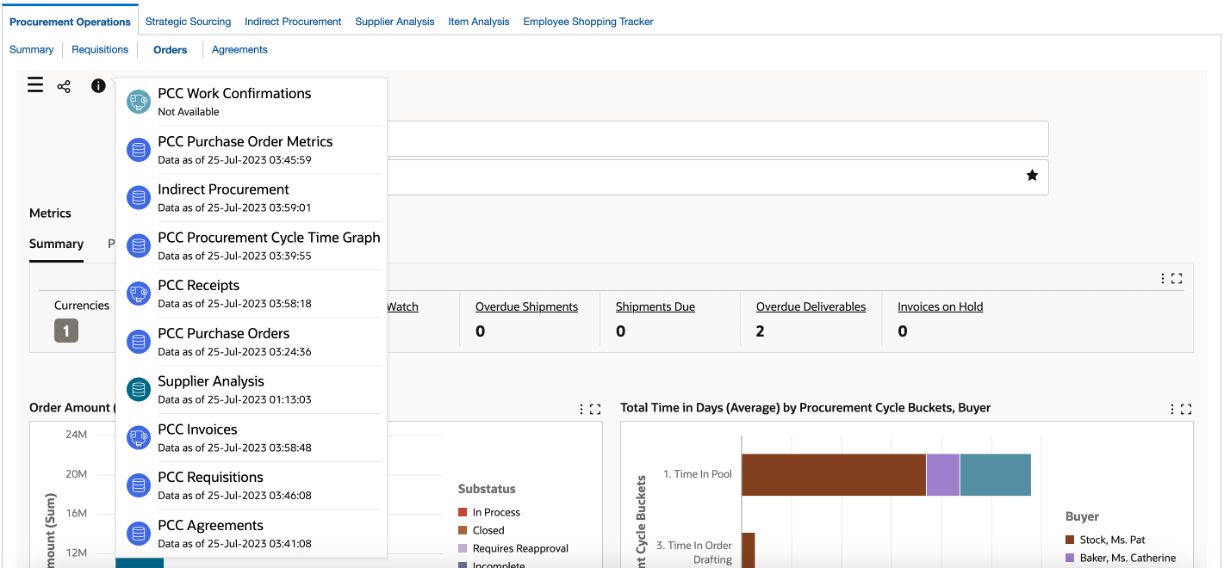 Procurement Operations Strategic Sourcing Indirect Procurement Supplier Analysis Item Analysis Employee Shopping Tracker
Summary Requisitions Orders Agreements
PCC Work Confirmations
Not Available
PCC Purchase Order Metrics
Data as of 25-Jul-2023 03:45:59
Indirect Procurement
Data as of 25-Jul-2023 03:59:01
PCC Procurement Cycle Time Graph
Data as of 25-Jul-2023 03:39:55
PCC Receipts
Data as of 25-Jul-2023 03:58:18
PCC Purchase Orders
Data as of 25-Jul-2023 03:24:36
Supplier Analysis
Data as of 25-Jul-2023 01:13:03
PCC Invoices
Data as of 25-Jul-2023 03:58:48
PCC Requisitions
Data as of 25-Jul-2023 03:46:08
PCC Agreements
Data as of 25-Jul-2023 03:41:08
Metrics
Summary P
Currencies
1
Watch
Overdue Shipments
0
Shipments Due
0
Overdue Deliverables
2
Invoices on Hold
0
Order Amount (
24M
20M
16M
12M
mount (Sum)
Substatus
In Process
Closed
Requires Reapproval
Incomplete
Total Time in Days (Average) by Procurement Cycle Buckets, Buyer
nt Cycle Buckets
1. Time In Pool
3. Time In Order
Drafting
Buyer
Stock, Ms. Pat
Baker, Ms. Catherine